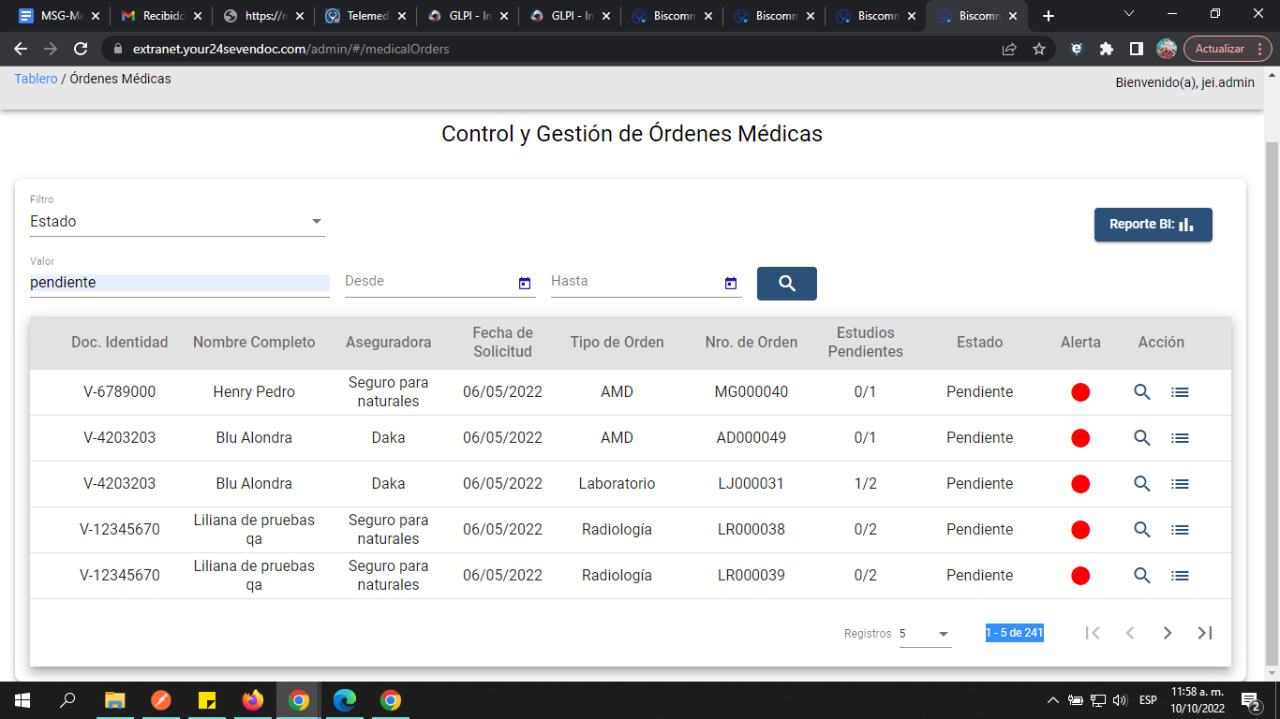 MSG-M
Recibido
https://n
Telemed
GLPI - In
GLPI - In
Biscomm
Biscomm
Biscomm
Biscomm
extranet.your24sevendoc.com/admin/#/medicalOrders
Actualizar
Tablero / Órdenes Médicas
Bienvenido(a), jei.admin
Control y Gestión de Órdenes Médicas
Filtro
Estado
Reporte BI:
Valor
pendiente
Desde
Hasta
Doc. Identidad Nombre Completo Aseguradora Fecha de Solicitud Tipo de Orden Nro. de Orden Estudios Pendientes Estado Alerta Acción
V-6789000 Henry Pedro Seguro para naturales 06/05/2022 AMD MG000040 0/1 Pendiente
V-4203203 Blu Alondra Daka 06/05/2022 AMD AD000049 0/1 Pendiente
V-4203203 Blu Alondra Daka 06/05/2022 Laboratorio LJ000031 1/2 Pendiente
V-12345670 Liliana de pruebas qa Seguro para naturales 06/05/2022 Radiología LR000038 0/2 Pendiente
V-12345670 Liliana de pruebas qa Seguro para naturales 06/05/2022 Radiología LR000039 0/2 Pendiente
Registros 5 1 - 5 de 241
ESP
11:58 a. m.
10/10/2022
2